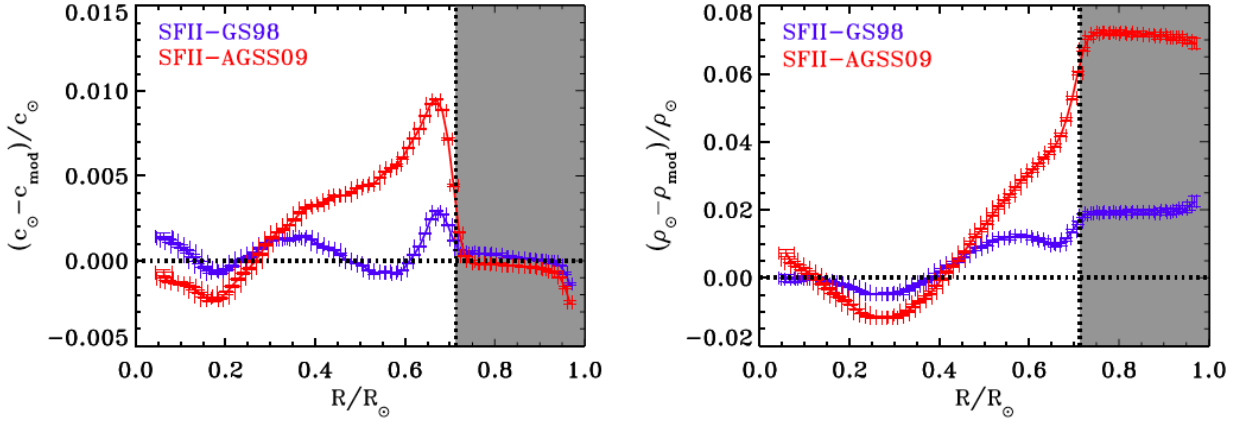 SFII−GS98
SFII−AGSS09
0.015
0.010
0.005
0.000
−0.005
(c⊙−c_mod)/c⊙
0.0 0.2 0.4 0.6 0.8 1.0
R/R⊙
SFII−GS98
SFII−AGSS09
0.08
0.06
0.04
0.02
0.00
−0.02
(ρ⊙−ρ_mod)/ρ⊙
0.0 0.2 0.4 0.6 0.8 1.0
R/R⊙